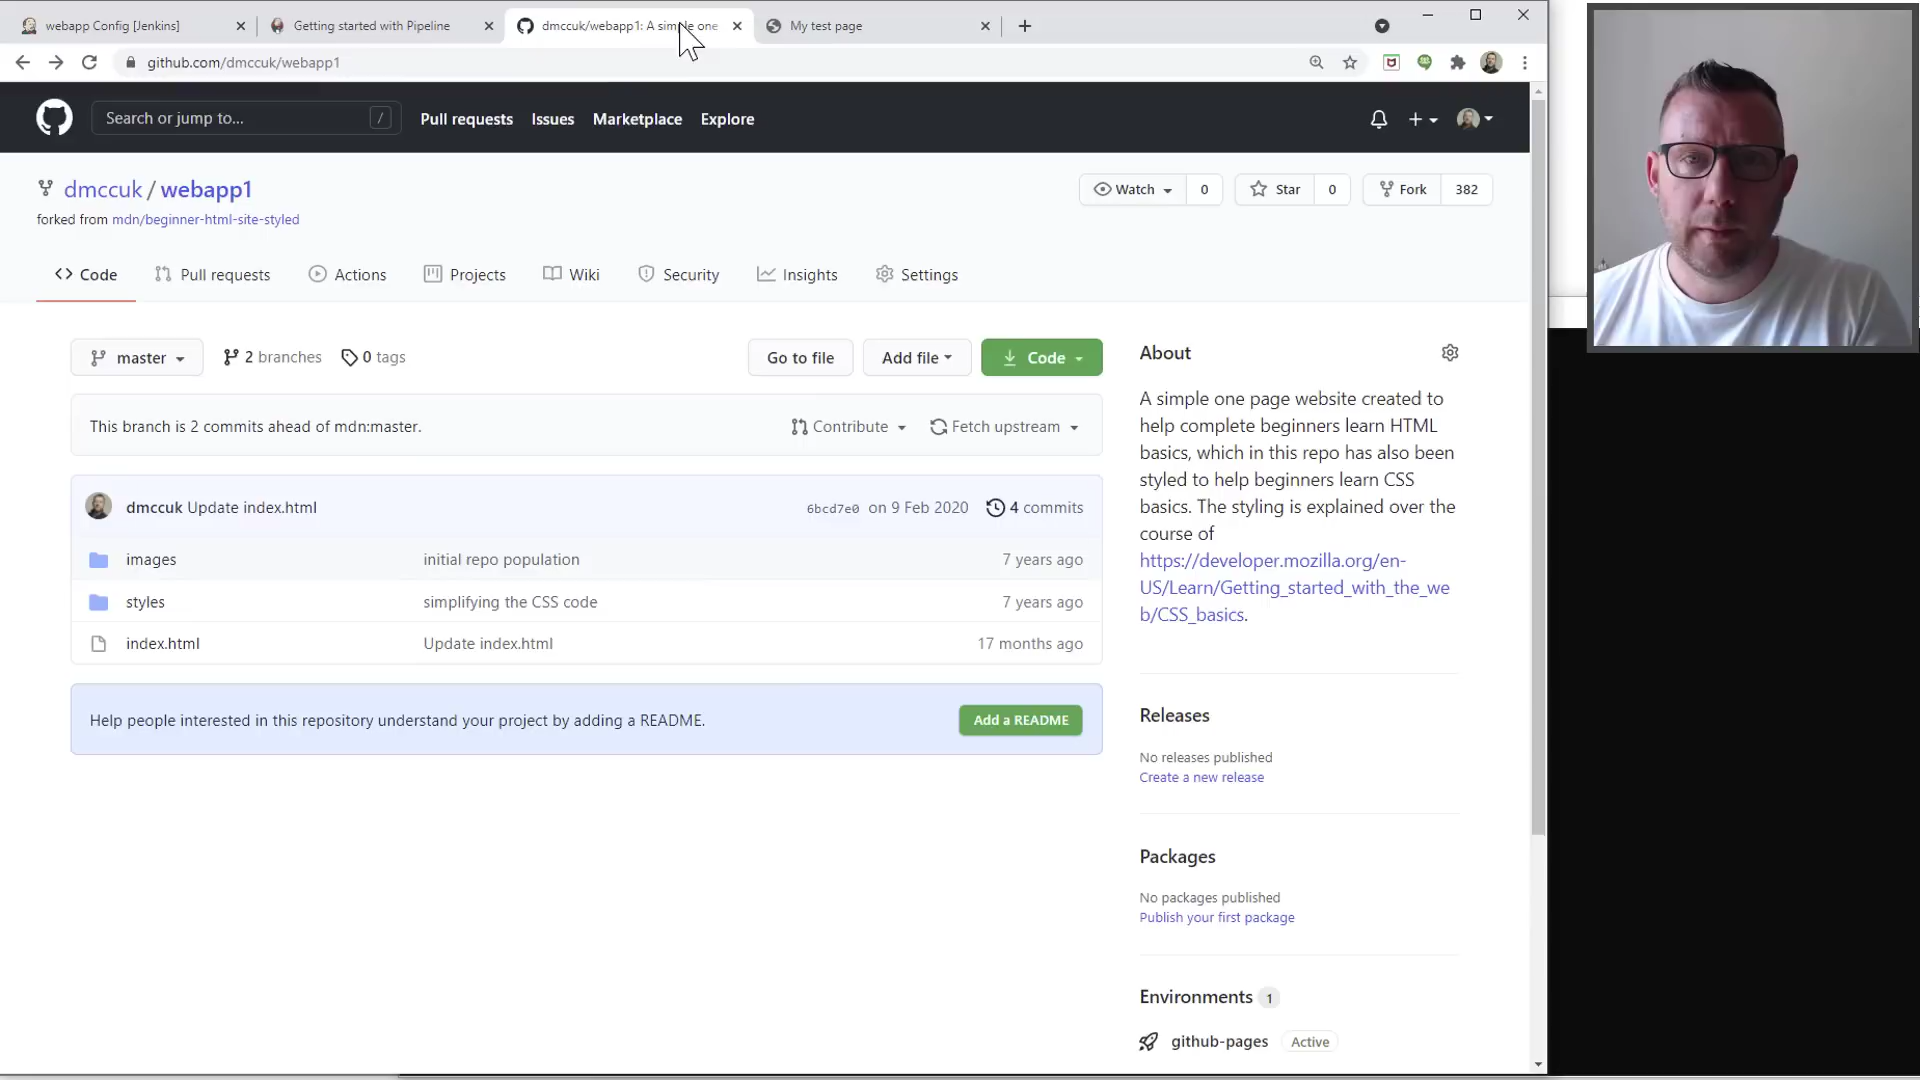 webapp Config [Jenkins]
Getting started with Pipeline
dmccuk/webapp1: A simple one
My test page
github.com/dmccuk/webapp1
Search or jump to...
/
Pull requests
Issues
Marketplace
Explore
dmccuk / webapp1
Watch 0
Star 0
Fork 382
forked from mdn/beginner-html-site-styled
<> Code
Pull requests
Actions
Projects
Wiki
Security
Insights
Settings
master
2 branches
0 tags
Go to file
Add file
Code
This branch is 2 commits ahead of mdn:master.
Contribute
Fetch upstream
dmccuk Update index.html
6bcd7e0 on 9 Feb 2020
4 commits
images
initial repo population
7 years ago
styles
simplifying the CSS code
7 years ago
index.html
Update index.html
17 months ago
Help people interested in this repository understand your project by adding a README.
Add a README
About
A simple one page website created to
help complete beginners learn HTML
basics, which in this repo has also been
styled to help beginners learn CSS
basics. The styling is explained over the
course of
https://developer.mozilla.org/en-
US/Learn/Getting_started_with_the_we
b/CSS_basics.
Releases
No releases published
Create a new release
Packages
No packages published
Publish your first package
Environments 1
github-pages
Active